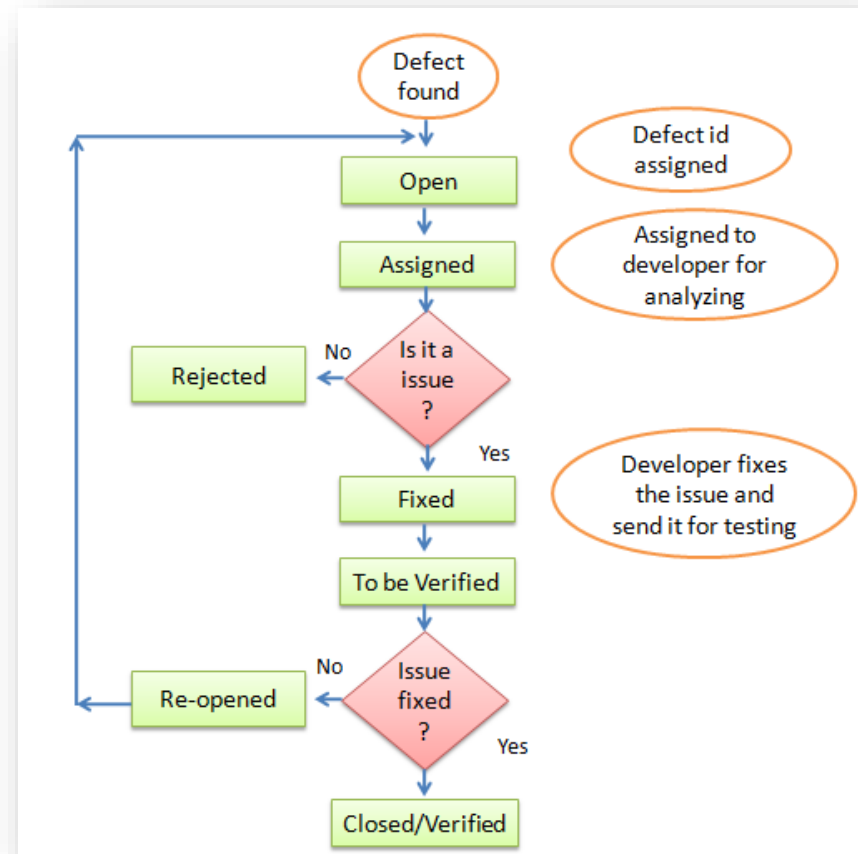 Defect
found
Defect id
assigned
Open
Assigned to
developer for
analyzing
Assigned
Is it a
issue
?
No
Rejected
Yes
Developer fixes
the issue and
send it for testing
Fixed
To be Verified
Issue
fixed
?
No
Re-opened
Yes
Closed/Verified